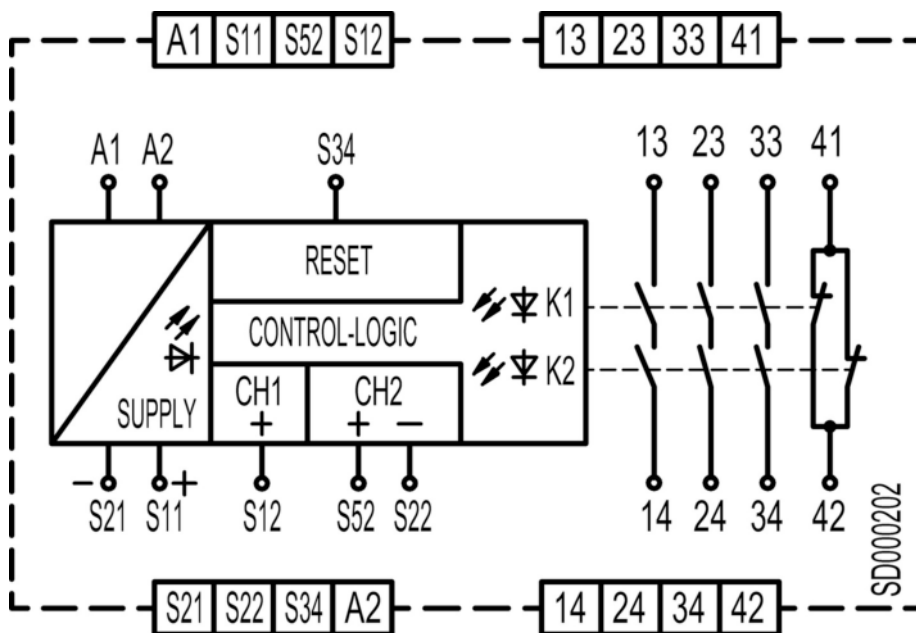 A1 S11 S52 S12 13 23 33 41
A1 A2 S34 13 23 33 41
RESET
K1
CONTROL-LOGIC
K2
CH1 CH2
SUPPLY + + −
− S21 S11 + S12 S52 S22 14 24 34 42
SD000202
S21 S22 S34 A2 14 24 34 42